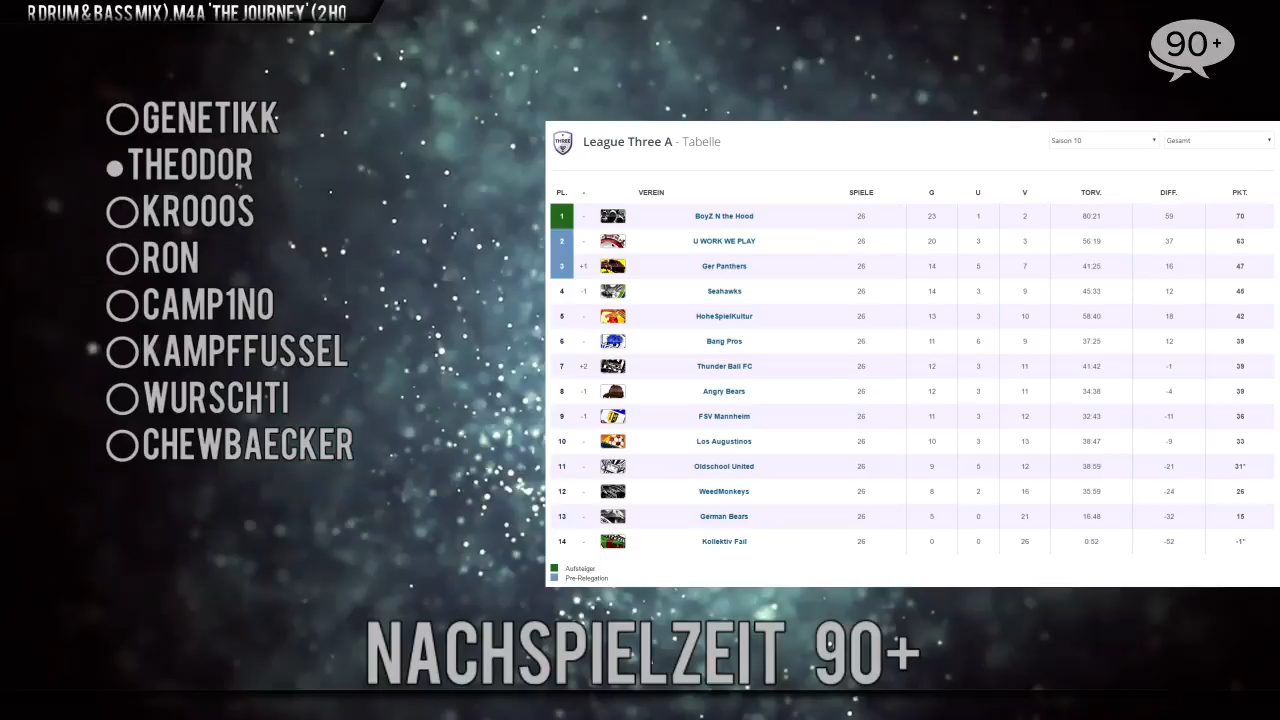 R DRUM & BASS MIX).M4A 'THE JOURNEY' (2 HO
90+
GENETIKK
THEODOR
KROOOS
RON
CAMP1NO
KAMPFFUSSEL
WURSCHTI
CHEWBAECKER
THREE
League Three A - Tabelle
Saison 10
Gesamt
PL. - VEREIN SPIELE G U V TORV. DIFF. PKT.
1 - BoyZ N the Hood 26 23 1 2 80:21 59 70
2 - U WORK WE PLAY 26 20 3 3 56:19 37 63
3 +1 Ger Panthers 26 14 5 7 41:25 16 47
4 -1 Seahawks 26 14 3 9 45:33 12 45
5 - HoheSpielKultur 26 13 3 10 58:40 18 42
6 - Bang Pros 26 11 6 9 37:25 12 39
7 +2 Thunder Ball FC 26 12 3 11 41:42 -1 39
8 -1 Angry Bears 26 12 3 11 34:38 -4 39
9 -1 FSV Mannheim 26 11 3 12 32:43 -11 36
10 - Los Augustinos 26 10 3 13 38:47 -9 33
11 - Oldschool United 26 9 5 12 38:59 -21 31*
12 - WeedMonkeys 26 8 2 16 35:59 -24 26
13 - German Bears 26 5 0 21 16:48 -32 15
14 - Kollektiv Fail 26 0 0 26 0:52 -52 -1*
Aufsteiger
Pre-Relegation
NACHSPIELZEIT 90+